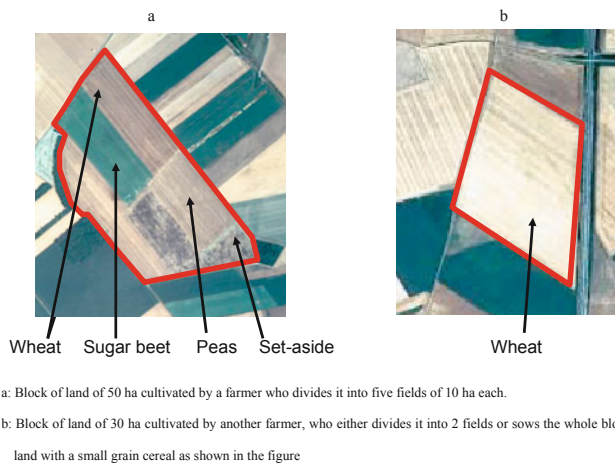 a
b
Wheat
Sugar beet
Peas
Set-aside
Wheat
a: Block of land of 50 ha cultivated by a farmer who divides it into five fields of 10 ha each.
b: Block of land of 30 ha cultivated by another farmer, who either divides it into 2 fields or sows the whole
land with a small grain cereal as shown in the figure